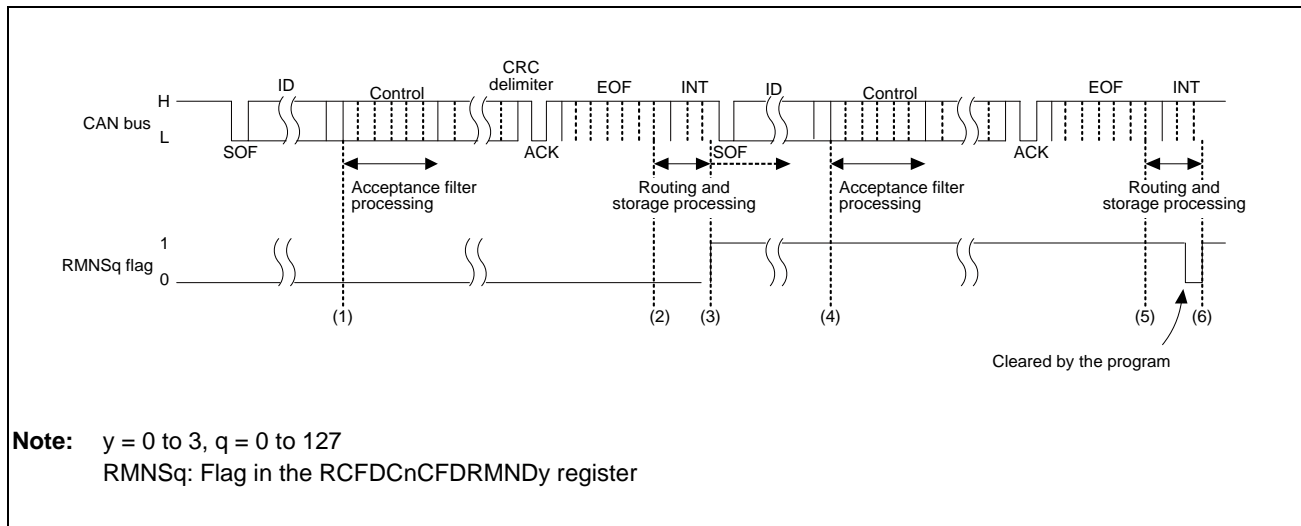 CRC
delimiter
ID Control EOF INT ID Control EOF INT
H
CAN bus
L
SOF ACK SOF ACK
Acceptance filter
processing
Routing and
storage processing
Acceptance filter
processing
Routing and
storage processing
1
RMNSq flag
0
(1) (2) (3) (4) (5) (6)
Cleared by the program
Note: y = 0 to 3, q = 0 to 127
RMNSq: Flag in the RCFDCnCFDRMNDy register